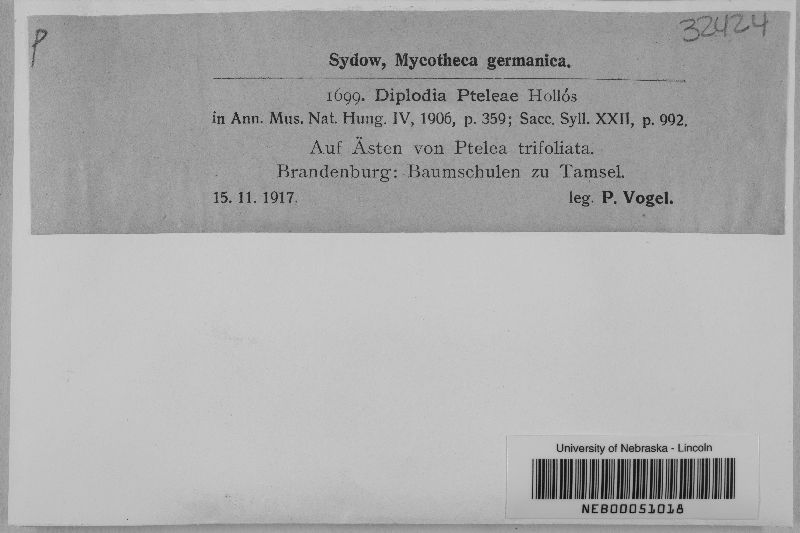 P
32424
Sydow, Mycotheca germanica.
1699. Diplodia Pteleae Hollós
in Ann. Mus. Nat. Hung. IV, 1906, p. 359; Sacc. Syll. XXII, p. 992.
Auf Ästen von Ptelea trifoliata.
Brandenburg: Baumschulen zu Tamsel.
15. 11. 1917. leg. P. Vogel.
University of Nebraska - Lincoln
NEB00051018